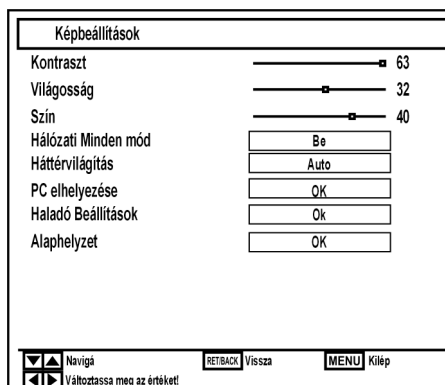 Képbeállítások
Kontraszt 63
Világosság 32
Szín 40
Hálózati Minden mód Be
Háttérvilágítás Auto
PC elhelyezése OK
Haladó Beállítások Ok
Alaphelyzet OK
Navigá RET/BACK Vissza MENU Kilép
Változtassa meg az értéket!